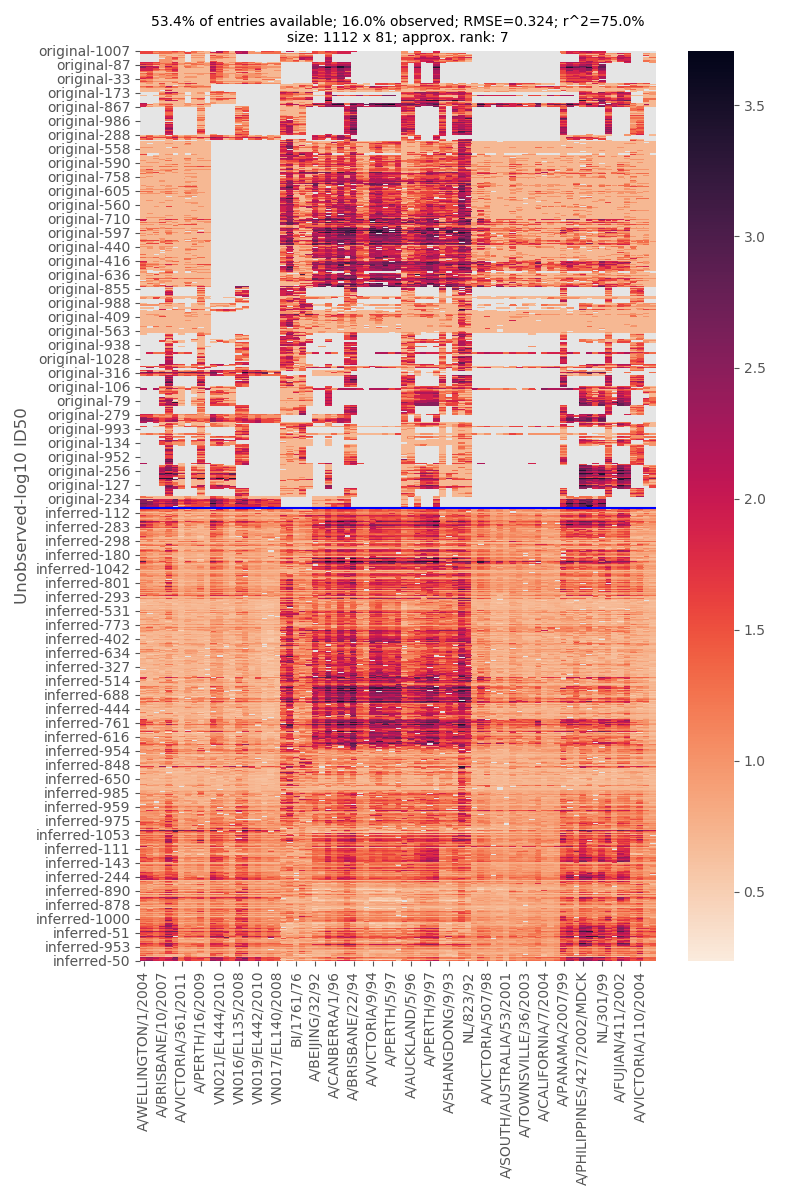 53.4% of entries available; 16.0% observed; RMSE=0.324; r^2=75.0%
size: 1112 x 81; approx. rank: 7
Unobserved-log10 ID50
original-1007
original-87
original-33
original-173
original-867
original-986
original-288
original-558
original-590
original-758
original-605
original-560
original-710
original-597
original-440
original-416
original-636
original-855
original-988
original-409
original-563
original-938
original-1028
original-316
original-106
original-79
original-279
original-993
original-134
original-952
original-256
original-127
original-234
inferred-112
inferred-283
inferred-298
inferred-180
inferred-1042
inferred-801
inferred-293
inferred-531
inferred-773
inferred-402
inferred-634
inferred-327
inferred-514
inferred-688
inferred-444
inferred-761
inferred-616
inferred-954
inferred-848
inferred-650
inferred-985
inferred-959
inferred-975
inferred-1053
inferred-111
inferred-143
inferred-244
inferred-890
inferred-878
inferred-1000
inferred-51
inferred-953
inferred-50
A/WELLINGTON/1/2004
A/BRISBANE/10/2007
A/VICTORIA/361/2011
A/PERTH/16/2009
VN021/EL444/2010
VN016/EL135/2008
VN019/EL442/2010
VN017/EL140/2008
BI/1761/76
A/BEIJING/32/92
A/CANBERRA/1/96
A/BRISBANE/22/94
A/VICTORIA/9/94
A/PERTH/5/97
A/AUCKLAND/5/96
A/PERTH/9/97
A/SHANGDONG/9/93
NL/823/92
A/VICTORIA/507/98
A/SOUTH/AUSTRALIA/53/2001
A/TOWNSVILLE/36/2003
A/CALIFORNIA/7/2004
A/PANAMA/2007/99
A/PHILIPPINES/427/2002/MDCK
NL/301/99
A/FUJIAN/411/2002
A/VICTORIA/110/2004
3.5
3.0
2.5
2.0
1.5
1.0
0.5